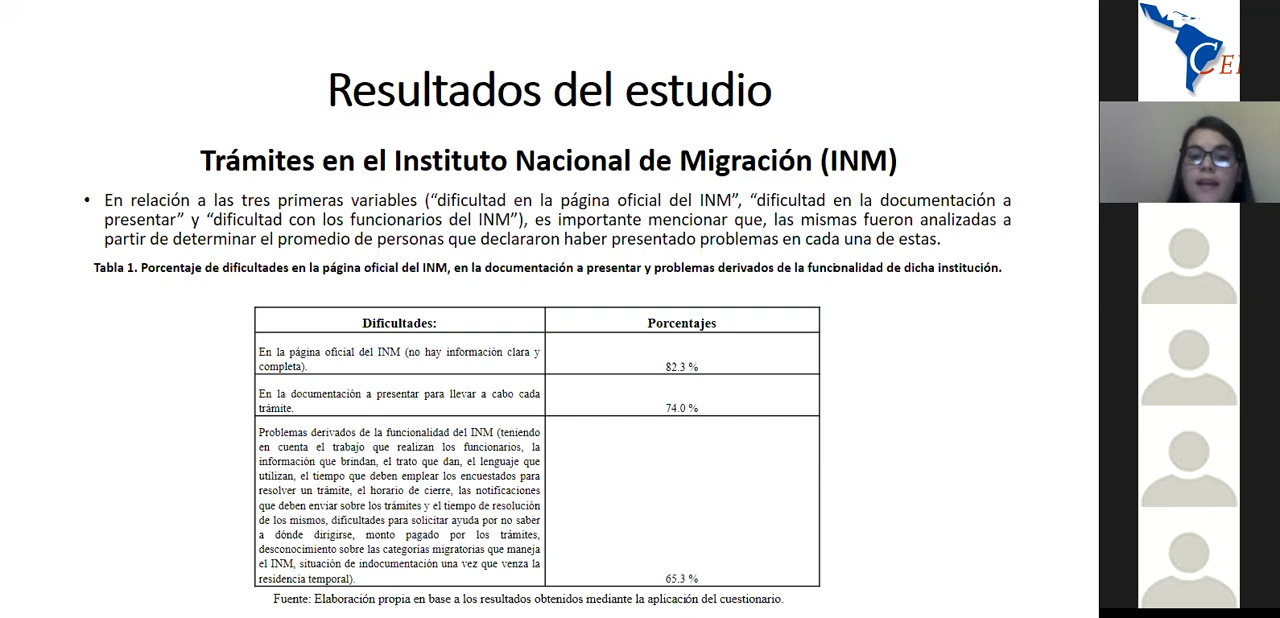 Resultados del estudio
Trámites en el Instituto Nacional de Migración (INM)
• En relación a las tres primeras variables (“dificultad en la página oficial del INM”, “dificultad en la documentación a
presentar” y “dificultad con los funcionarios del INM”), es importante mencionar que, las mismas fueron analizadas a
partir de determinar el promedio de personas que declararon haber presentado problemas en cada una de estas.
Tabla 1. Porcentaje de dificultades en la página oficial del INM, en la documentación a presentar y problemas derivados de la funcionalidad de dicha institución.
Dificultades: Porcentajes
En la página oficial del INM (no hay información clara y
completa). 82.3 %
En la documentación a presentar para llevar a cabo cada
trámite. 74.0 %
Problemas derivados de la funcionalidad del INM (teniendo
en cuenta el trabajo que realizan los funcionarios, la
información que brindan, el trato que dan, el lenguaje que
utilizan, el tiempo que deben emplear los encuestados para
resolver un trámite, el horario de cierre, las notificaciones
que deben enviar sobre los trámites y el tiempo de resolución
de los mismos, dificultades para solicitar ayuda por no saber
a dónde dirigirse, monto pagado por los trámites,
desconocimiento sobre las categorías migratorias que maneja
el INM, situación de indocumentación una vez que venza la
residencia temporal). 65.3 %
Fuente: Elaboración propia en base a los resultados obtenidos mediante la aplicación del cuestionario.